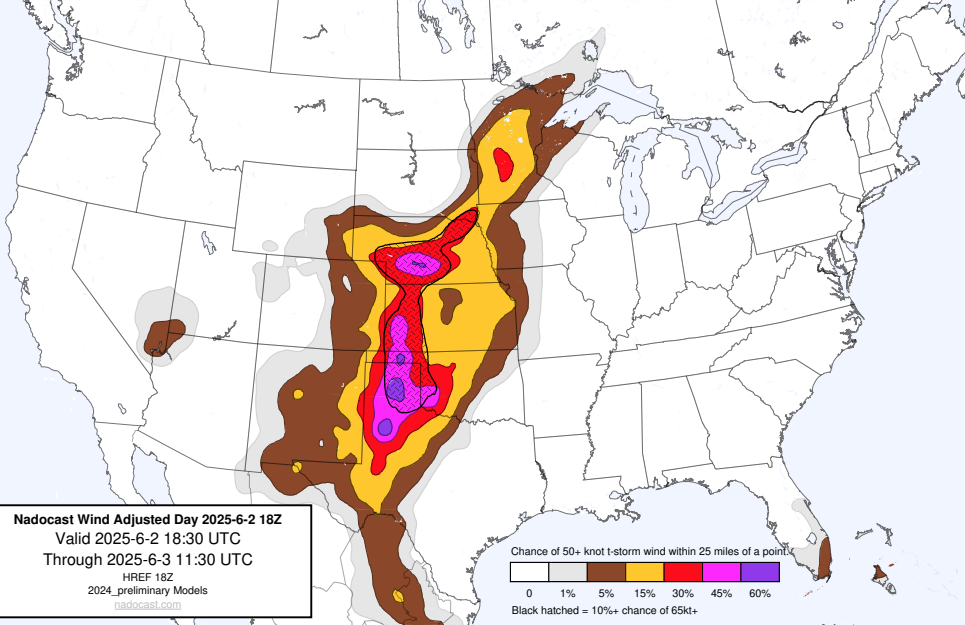 Nadocast Wind Adjusted Day 2025-6-2 18Z
Valid 2025-6-2 18:30 UTC
Through 2025-6-3 11:30 UTC
HREF 18Z
2024_preliminary Models
nadocast.com
Chance of 50+ knot t-storm wind within 25 miles of a point.
0 1% 5% 15% 30% 45% 60%
Black hatched = 10%+ chance of 65kt+